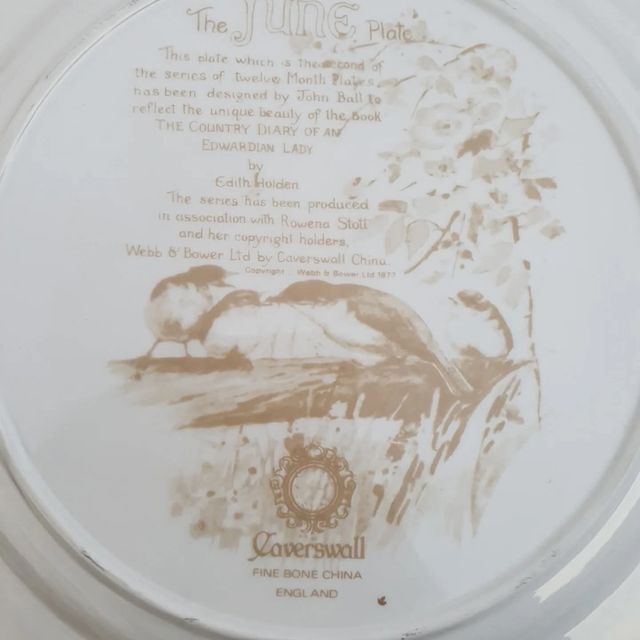 The JUNE Plate
This plate which is the second of
the series of twelve Month Plates
has been designed by John Ball to
reflect the unique beauty of the book
THE COUNTRY DIARY OF AN
EDWARDIAN LADY
by
Edith Holden
The series has been produced
in association with Rowena Stott
and her copyright holders,
Webb & Bower Ltd by Caverswall China.
Copyright Webb & Bower Ltd 1977
Caverswall
FINE BONE CHINA
ENGLAND